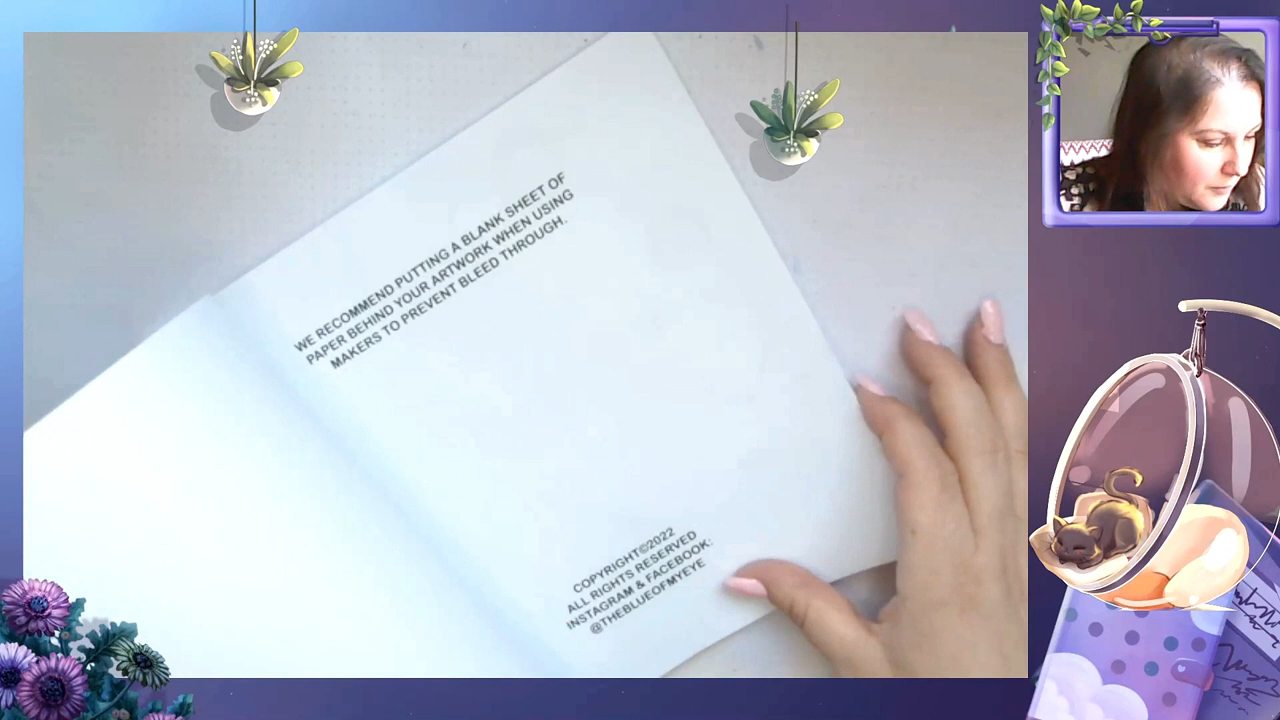 WE RECOMMEND PUTTING A BLANK SHEET OF
PAPER BEHIND YOUR ARTWORK WHEN USING
MAKERS TO PREVENT BLEED THROUGH.
COPYRIGHT©2022
ALL RIGHTS RESERVED
INSTAGRAM & FACEBOOK:
@THEBLUEOFMYEYE